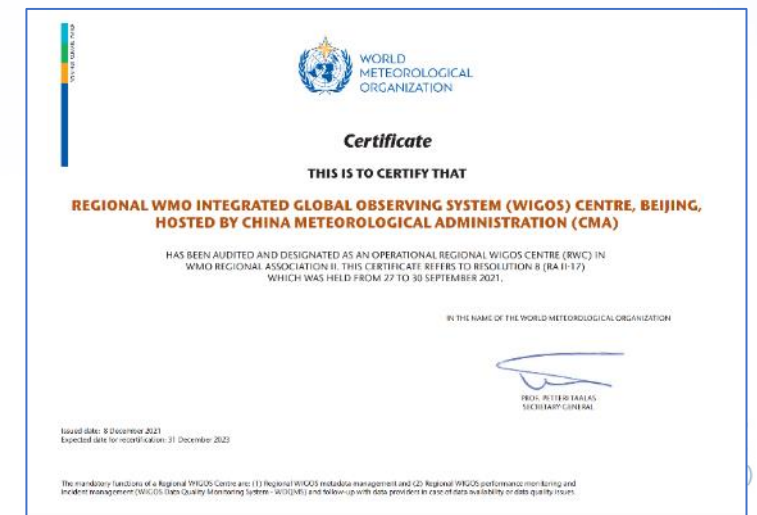 WORLD
METEOROLOGICAL
ORGANIZATION
Certificate
THIS IS TO CERTIFY THAT
REGIONAL WMO INTEGRATED GLOBAL OBSERVING SYSTEM (WIGOS) CENTRE, BEIJING,
HOSTED BY CHINA METEOROLOGICAL ADMINISTRATION (CMA)
HAS BEEN AUDITED AND DESIGNATED AS AN OPERATIONAL REGIONAL WIGOS CENTRE (RWC) IN
WMO REGIONAL ASSOCIATION II. THIS CERTIFICATE REFERS TO RESOLUTION 8 (RA II-17)
WHICH WAS HELD FROM 27 TO 30 SEPTEMBER 2021.
IN THE NAME OF THE WORLD METEOROLOGICAL ORGANIZATION
PROF. PETTERI TAALAS
SECRETARY-GENERAL
Issued date: 8 December 2021
Expected date for recertification: 31 December 2023
The mandatory functions of a Regional WIGOS Centre are: (1) Regional WIGOS metadata management and (2) Regional WIGOS performance monitoring and
incident management (WIGOS Data Quality Monitoring System - WDQMS) and follow-up with data providers in case of data availability or data quality issues.